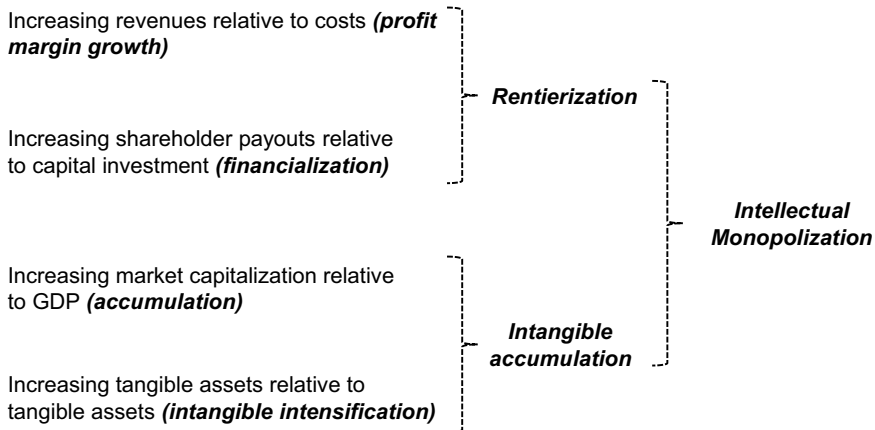 Increasing revenues relative to costs (profit
margin growth)
Rentierization
Increasing shareholder payouts relative
to capital investment (financialization)
Intellectual
Monopolization
Increasing market capitalization relative
to GDP (accumulation)
Intangible
accumulation
Increasing tangible assets relative to
tangible assets (intangible intensification)